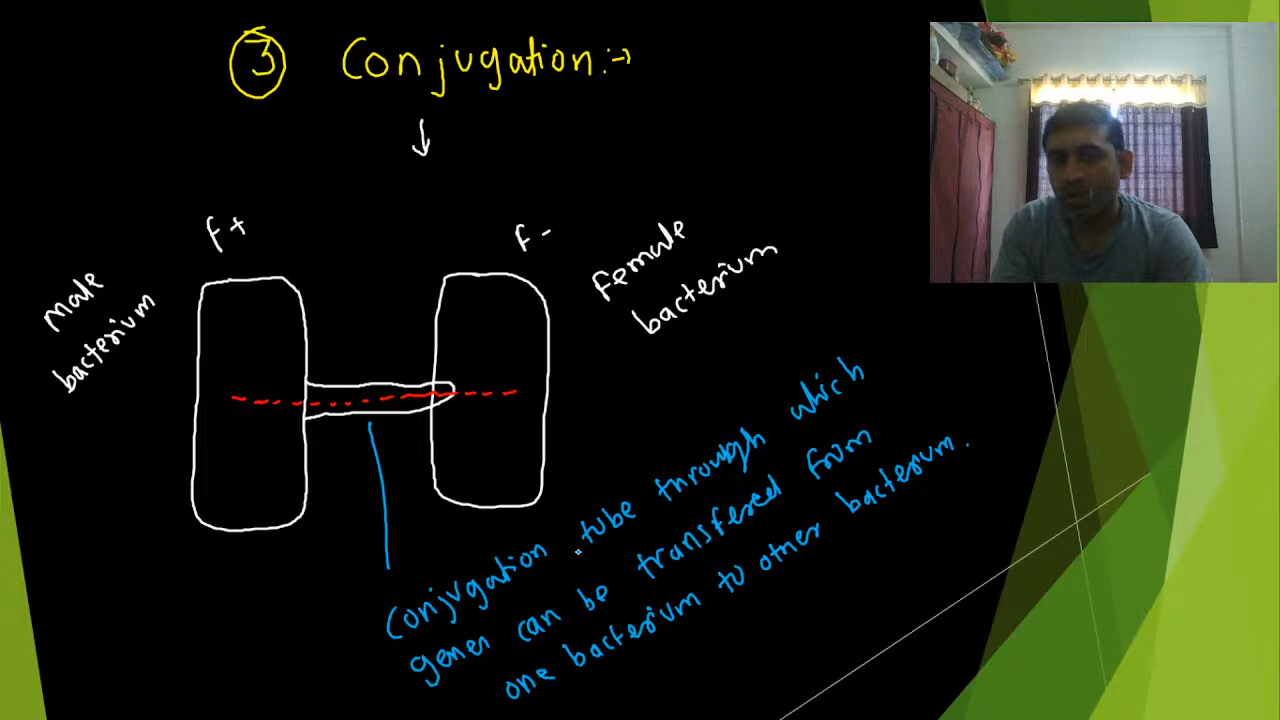 3 Conjugation :->
F+
F-
Male
bacterium
Female
bacterium
Conjugation tube through which
genes can be transfered from
one bacterium to other bacterium.